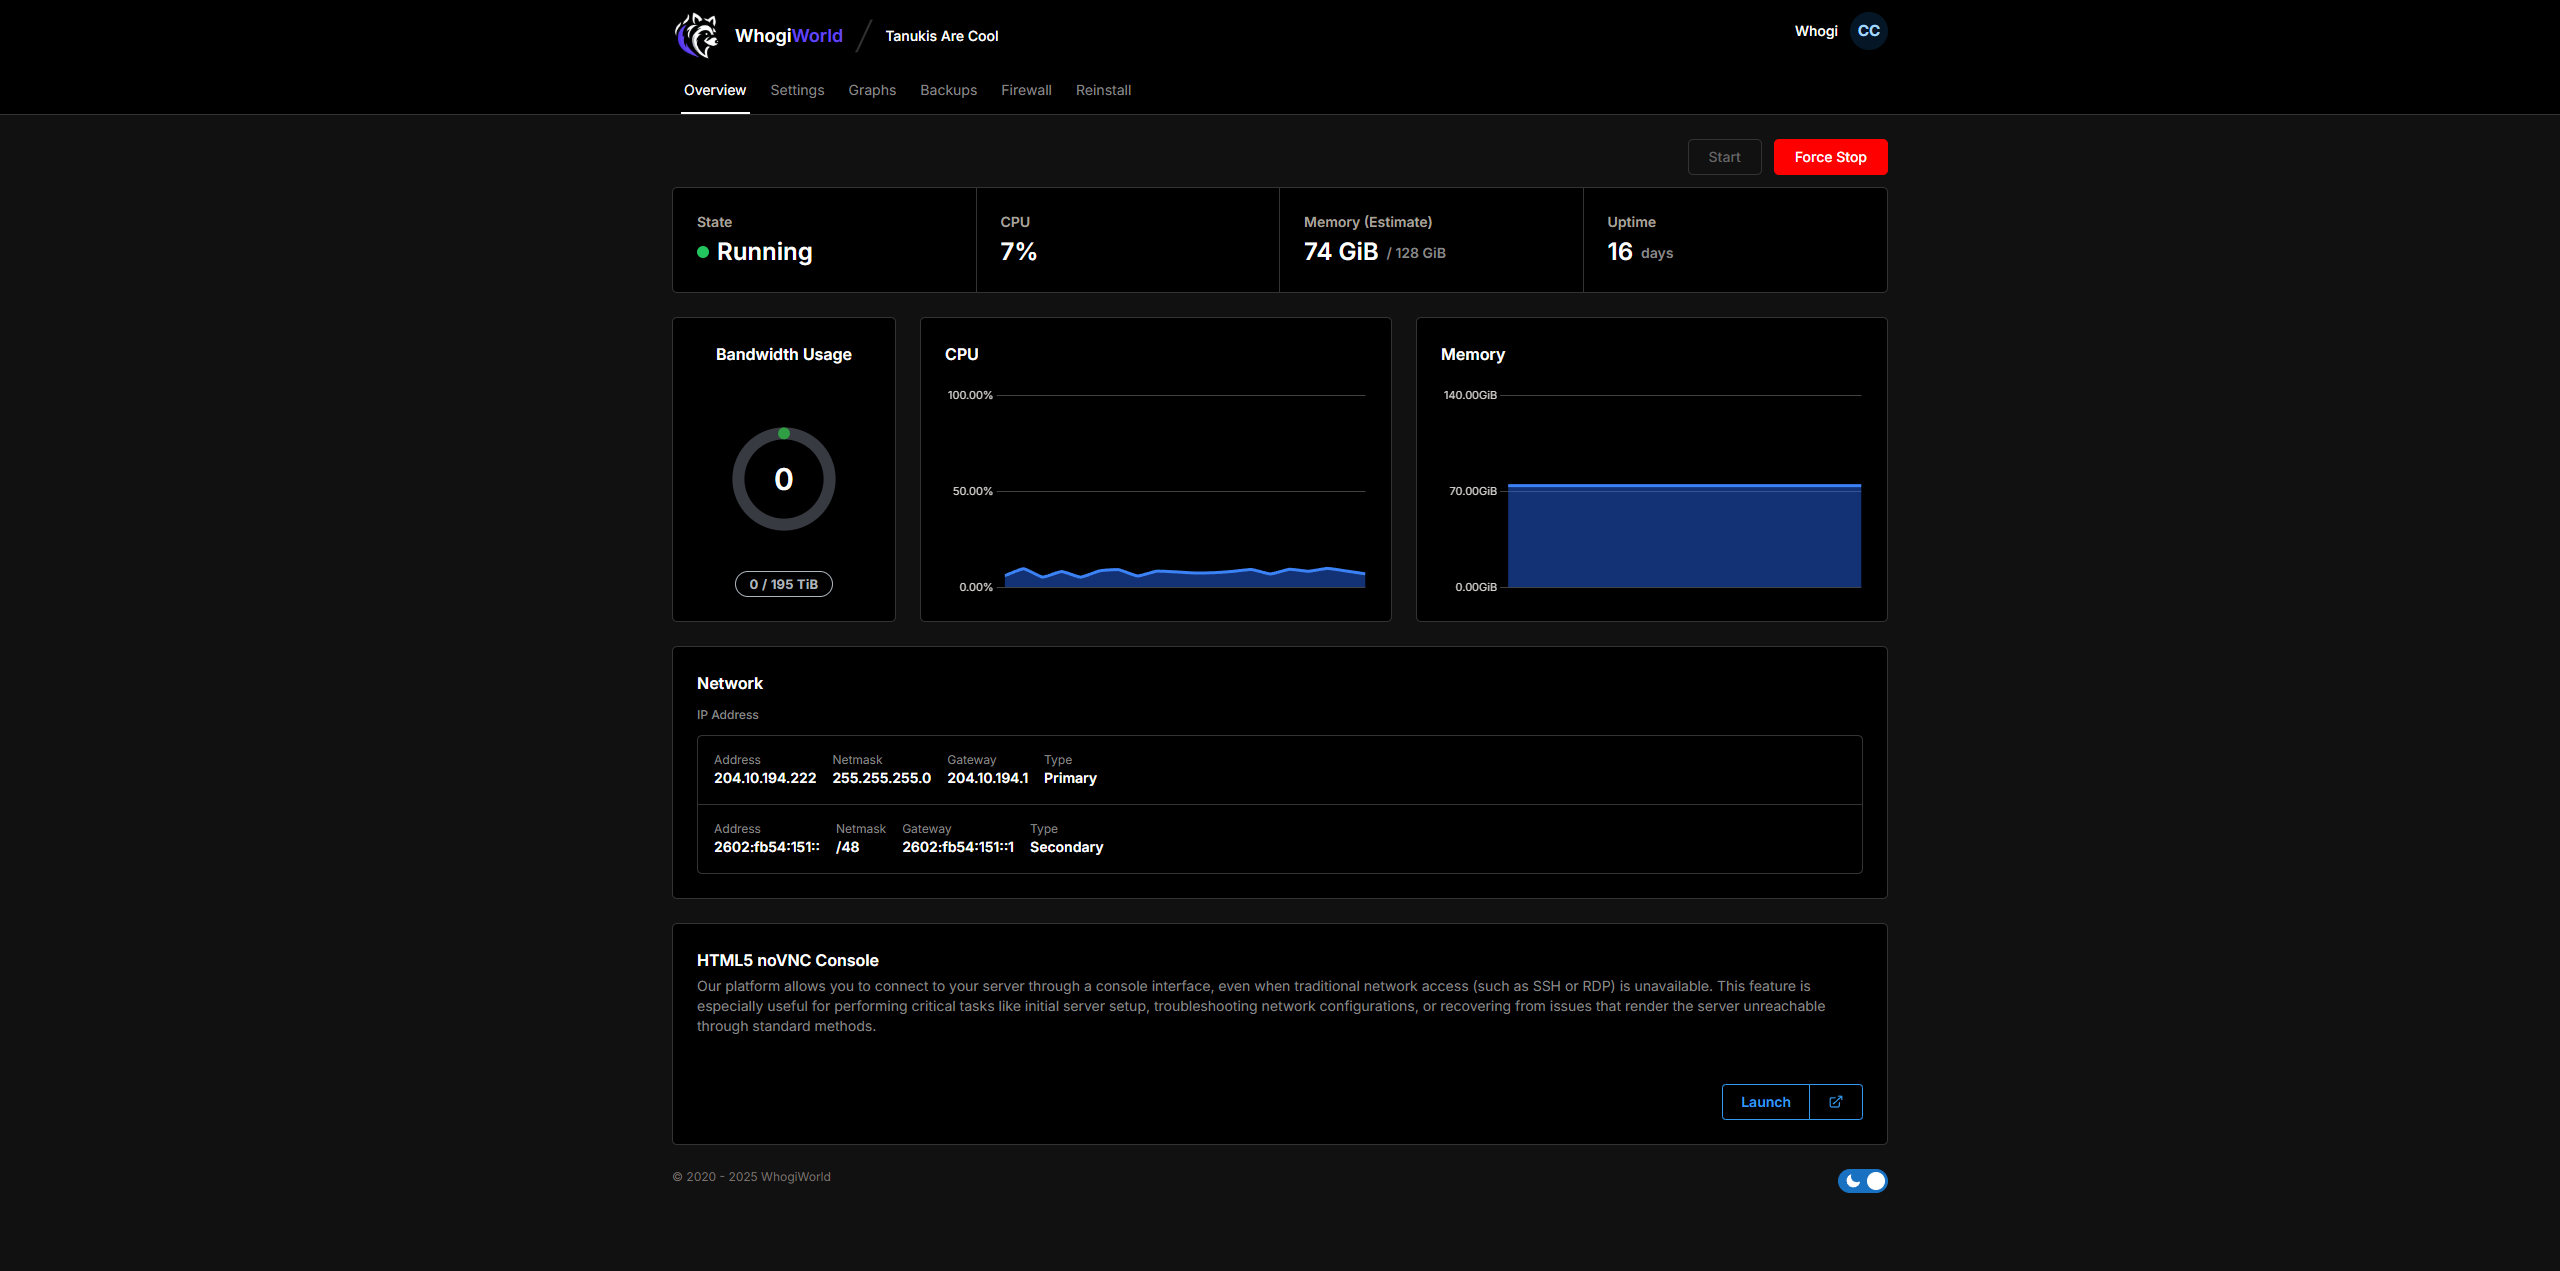 WhogiWorld / Tanukis Are Cool
Whogi CC
Overview Settings Graphs Backups Firewall Reinstall
Start Force Stop
State
Running
CPU
7%
Memory (Estimate)
74 GiB / 128 GiB
Uptime
16 days
Bandwidth Usage
0
0 / 195 TiB
CPU
100.00%
50.00%
0.00%
Memory
140.00GiB
70.00GiB
0.00GiB
Network
IP Address
Address Netmask Gateway Type
204.10.194.222 255.255.255.0 204.10.194.1 Primary
Address Netmask Gateway Type
2602:fb54:151:: /48 2602:fb54:151::1 Secondary
HTML5 noVNC Console
Our platform allows you to connect to your server through a console interface, even when traditional network access (such as SSH or RDP) is unavailable. This feature is
especially useful for performing critical tasks like initial server setup, troubleshooting network configurations, or recovering from issues that render the server unreachable
through standard methods.
Launch
© 2020 - 2025 WhogiWorld